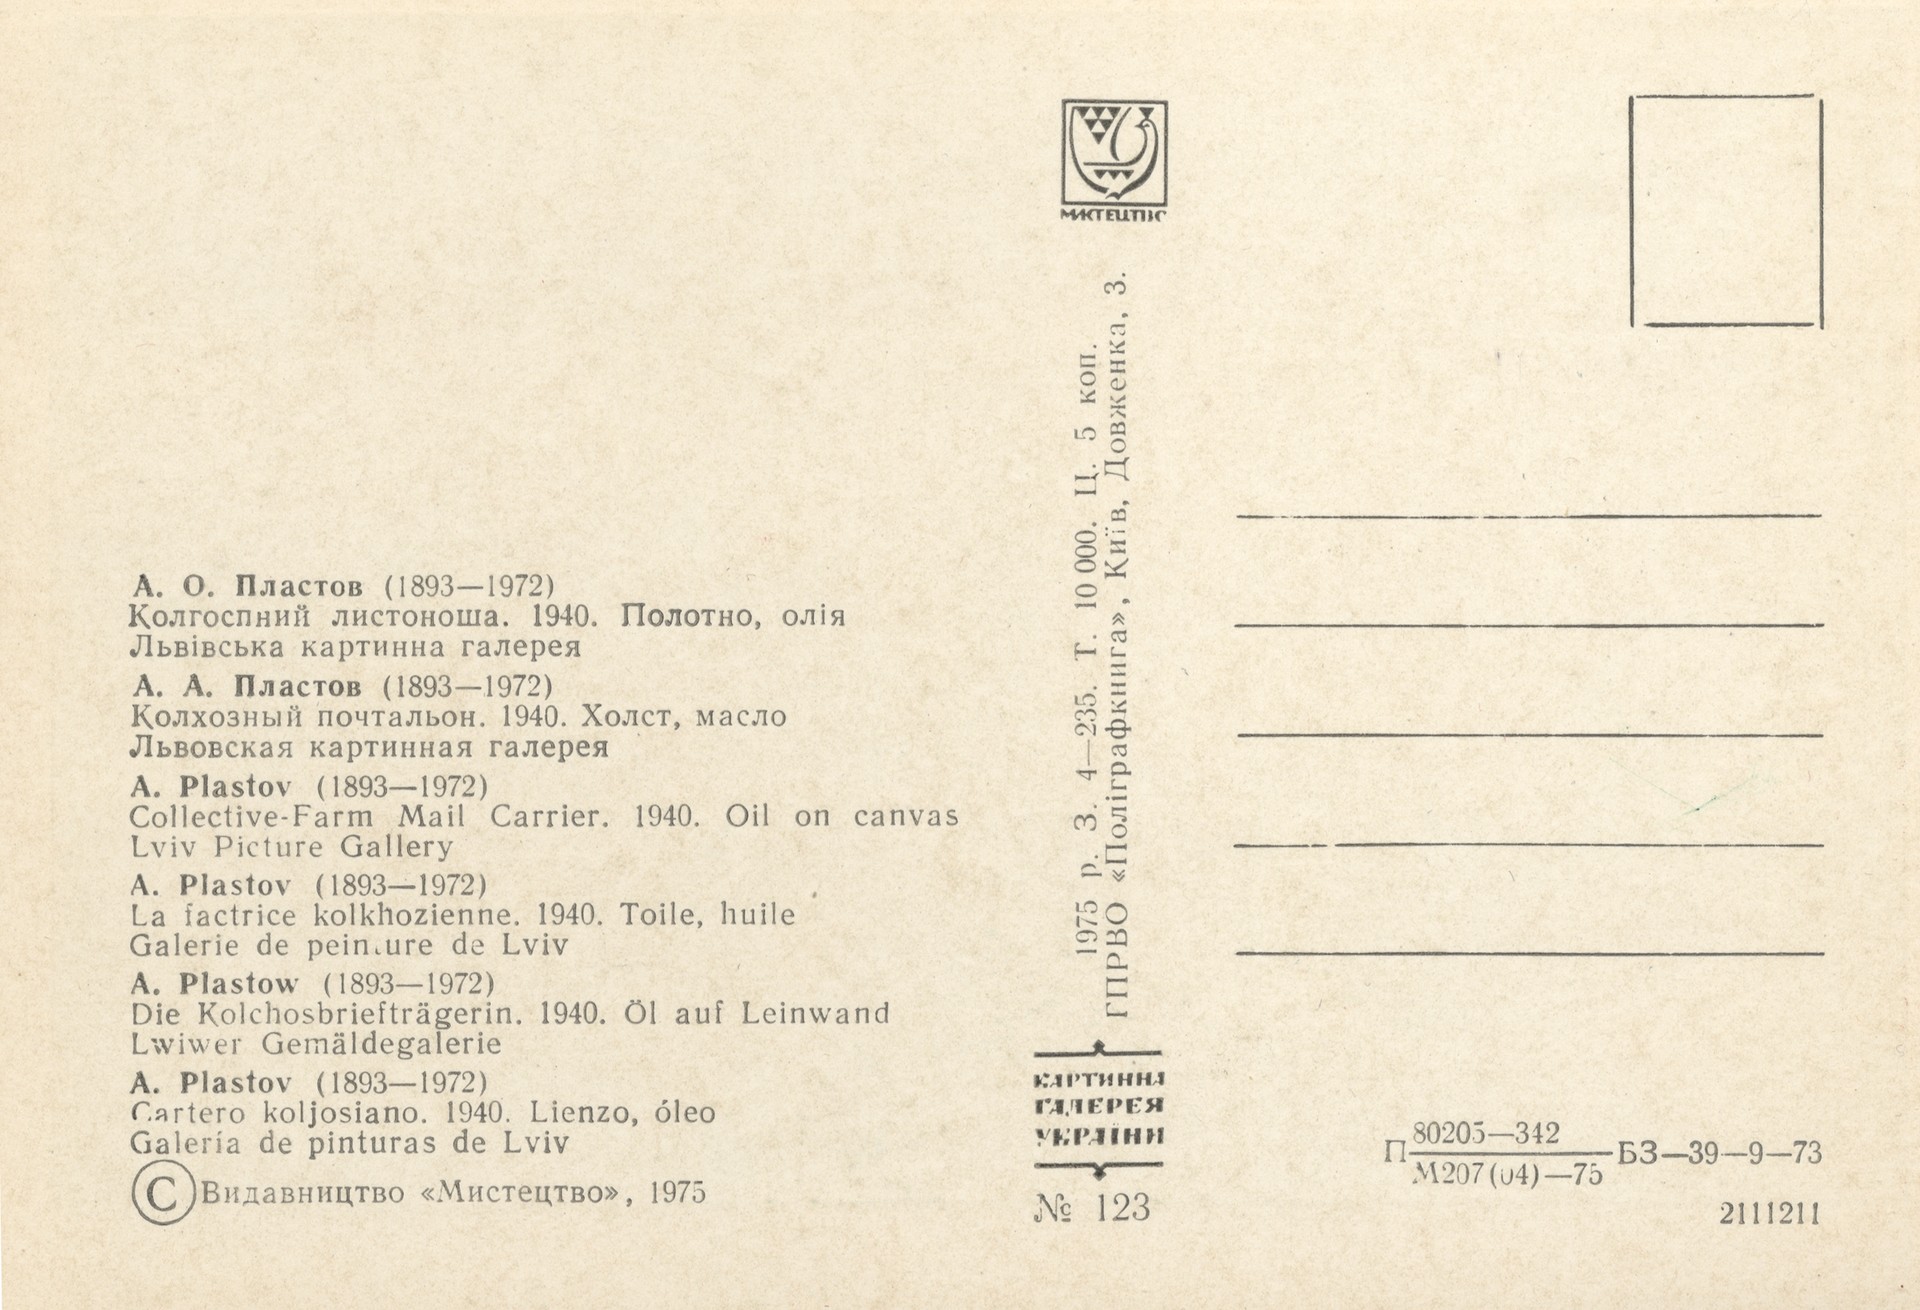 А. О. Пластов (1893—1972)
Колгоспний листоноша. 1940. Полотно, олія
Львівська картинна галерея
А. А. Пластов (1893—1972)
Колхозный почтальон. 1940. Холст, масло
Львовская картинная галерея
A. Plastov (1893—1972)
Collective-Farm Mail Carrier. 1940. Oil on canvas
Lviv Picture Gallery
A. Plastov (1893—1972)
La factrice kolkhozienne. 1940. Toile, huile
Galerie de peinture de Lviv
A. Plastow (1893—1972)
Die Kolchosbriefträgerin. 1940. Öl auf Leinwand
Lwiwer Gemäldegalerie
A. Plastov (1893—1972)
Cartero koljosiano. 1940. Lienzo, óleo
Galería de pinturas de Lviv
© Видавництво «Мистецтво», 1975
МИСТЕЦТВО
1975 р. З. 4—235. Т. 10 000. Ц. 5 коп.
ГПРВО «Поліграфкнига», Київ, Довженка, 3.
КАРТИННА
ГАЛЕРЕЯ
УКРАЇНИ
№ 123
П 80205—342
М207(04)—75 БЗ—39—9—73
2111211